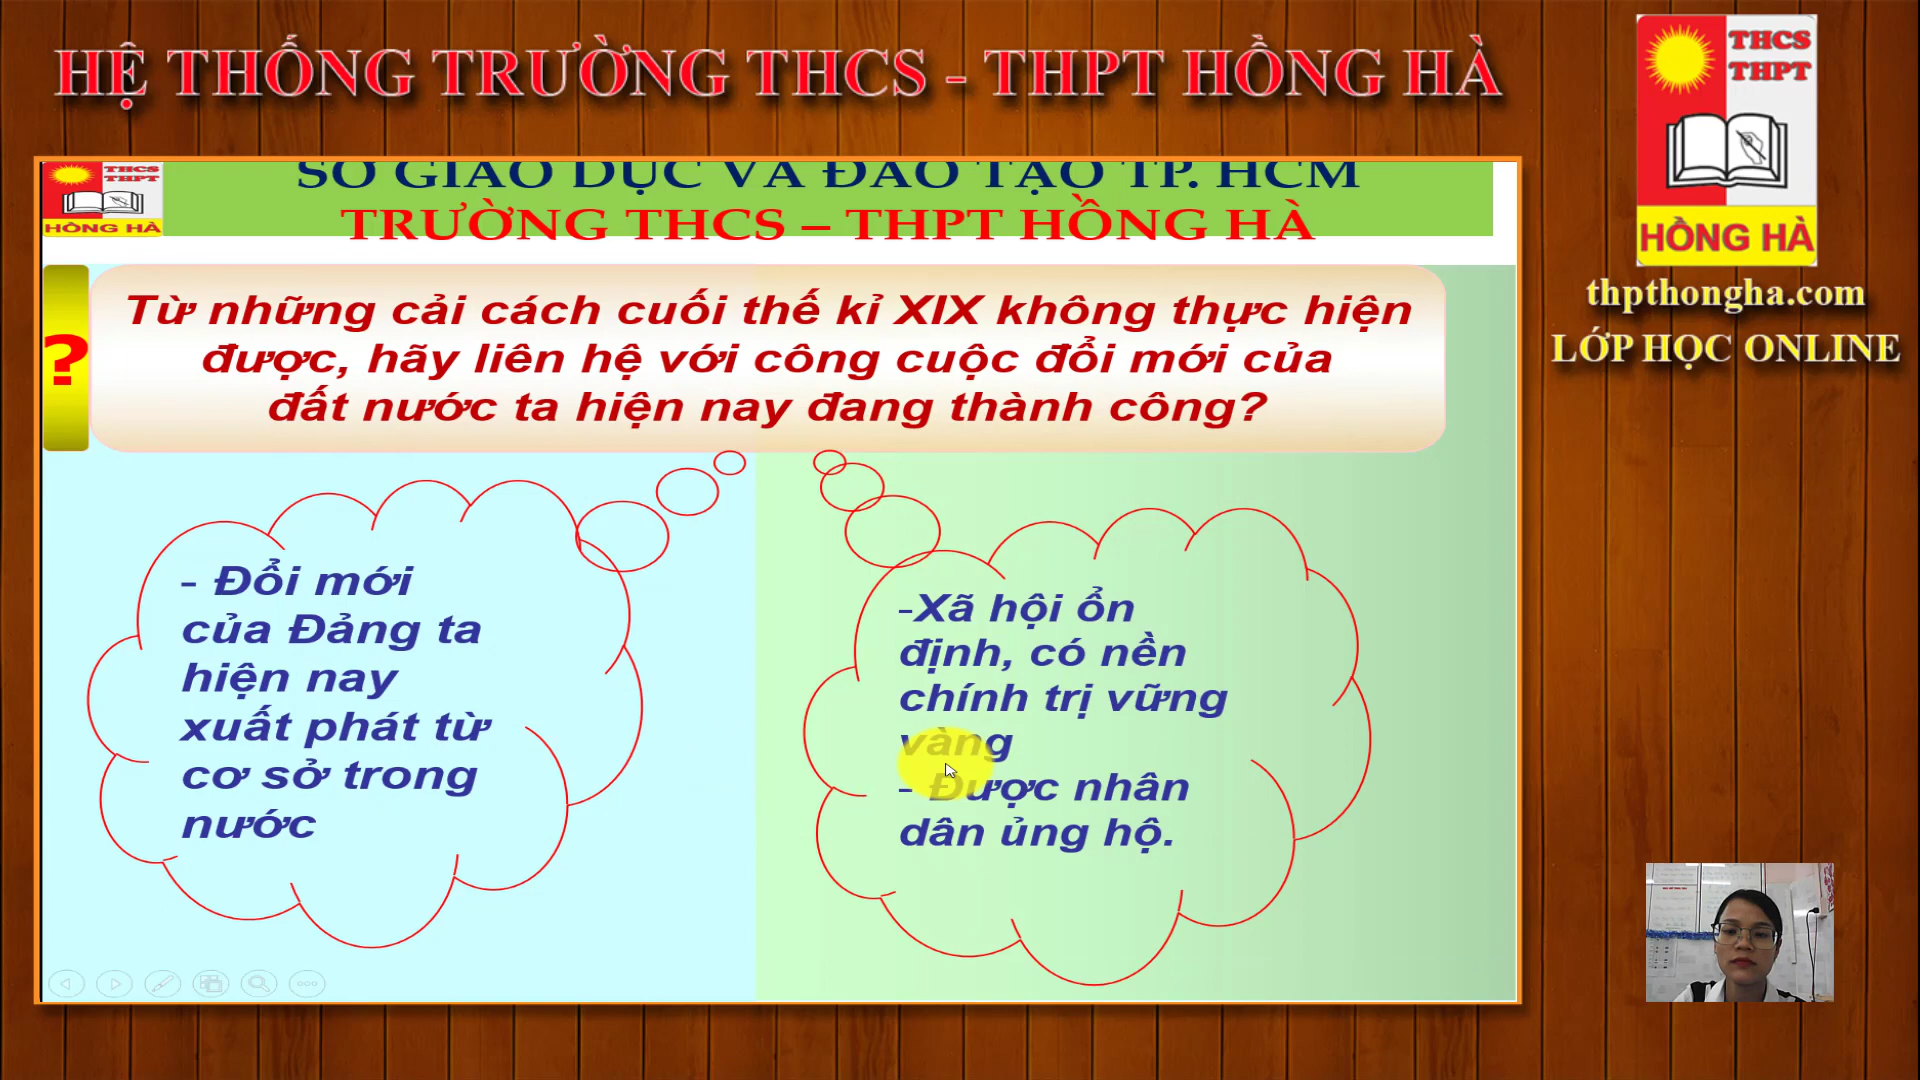 HỆ THỐNG TRƯỜNG THCS - THPT HỒNG HÀ
THCS
THPT
HỒNG HÀ
thpthongha.com
LỚP HỌC ONLINE
THCS
THPT
HỒNG HÀ
SỞ GIÁO DỤC VÀ ĐÀO TẠO TP. HCM
TRƯỜNG THCS – THPT HỒNG HÀ
?
Từ những cải cách cuối thế kỉ XIX không thực hiện
được, hãy liên hệ với công cuộc đổi mới của
đất nước ta hiện nay đang thành công?
- Đổi mới
của Đảng ta
hiện nay
xuất phát từ
cơ sở trong
nước
-Xã hội ổn
định, có nền
chính trị vững
vàng
- Được nhân
dân ủng hộ.